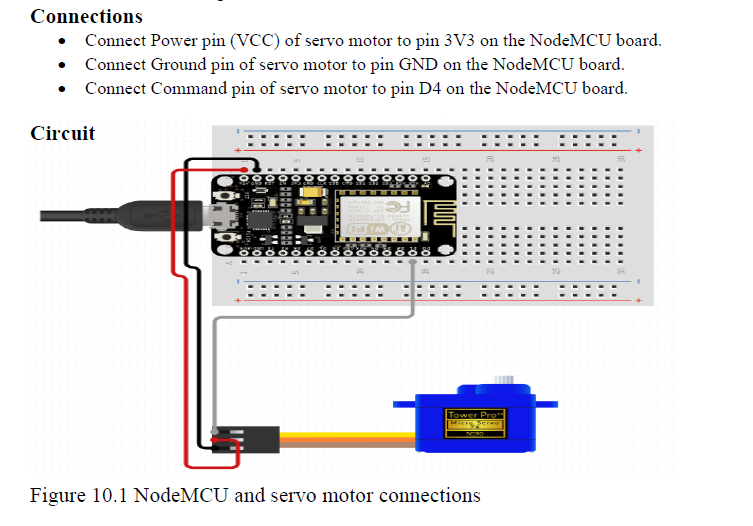 Connections
• Connect Power pin (VCC) of servo motor to pin 3V3 on the NodeMCU board.
• Connect Ground pin of servo motor to pin GND on the NodeMCU board.
• Connect Command pin of servo motor to pin D4 on the NodeMCU board.
Circuit
Tower Pro™
Micro Servo
SG90
Figure 10.1 NodeMCU and servo motor connections